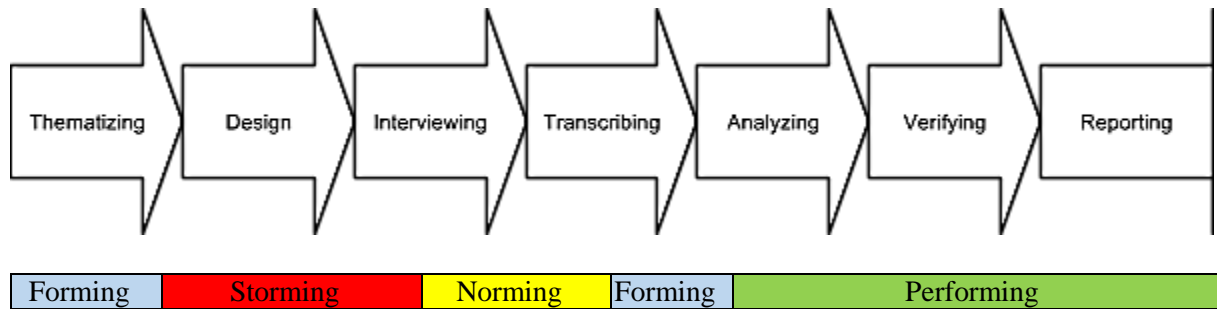 Thematizing Design Interviewing Transcribing Analyzing Verifying Reporting
Forming Storming Norming Forming Performing